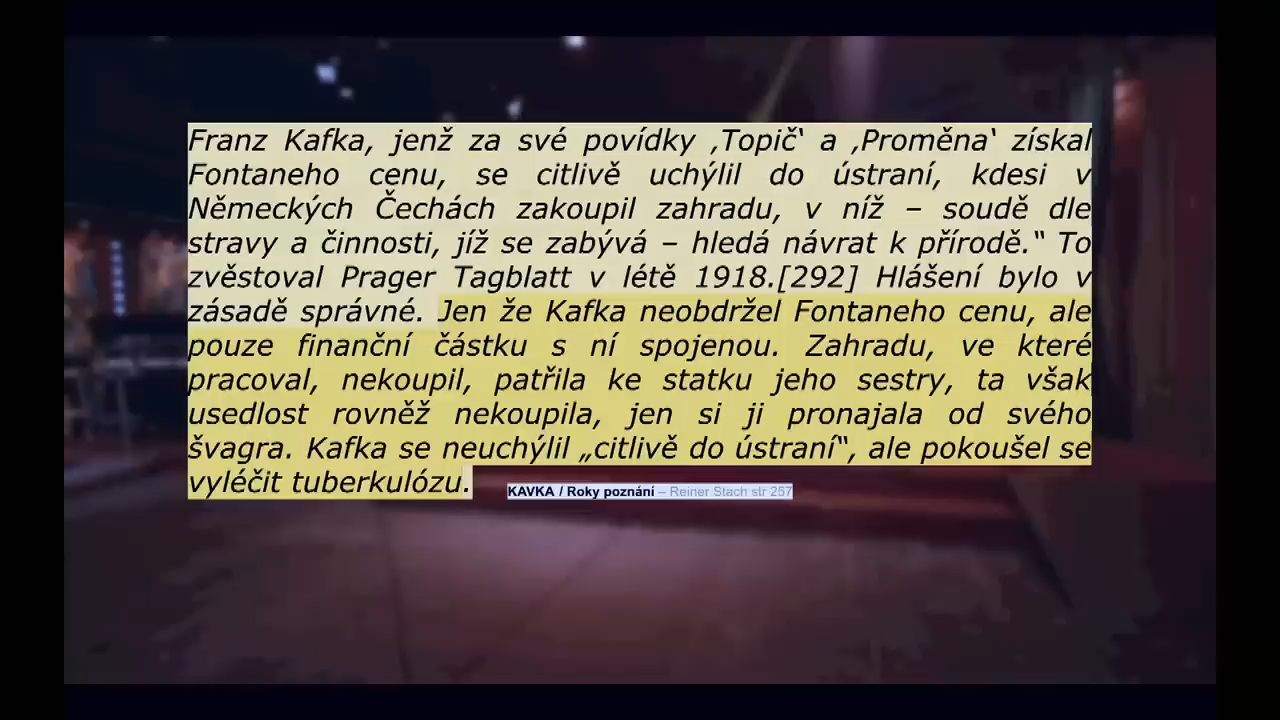 Franz Kafka, jenž za své povídky ‚Topič‘ a ‚Proměna‘ získal
Fontaneho cenu, se citlivě uchýlil do ústraní, kdesi v
Německých Čechách zakoupil zahradu, v níž – soudě dle
stravy a činnosti, jíž se zabývá – hledá návrat k přírodě.“ To
zvěstoval Prager Tagblatt v létě 1918.[292] Hlášení bylo v
zásadě správné. Jen že Kafka neobdržel Fontaneho cenu, ale
pouze finanční částku s ní spojenou. Zahradu, ve které
pracoval, nekoupil, patřila ke statku jeho sestry, ta však
usedlost rovněž nekoupila, jen si ji pronajala od svého
švagra. Kafka se neuchýlil „citlivě do ústraní“, ale pokoušel se
vyléčit tuberkulózu.
KAVKA / Roky poznání – Reiner Stach str 257